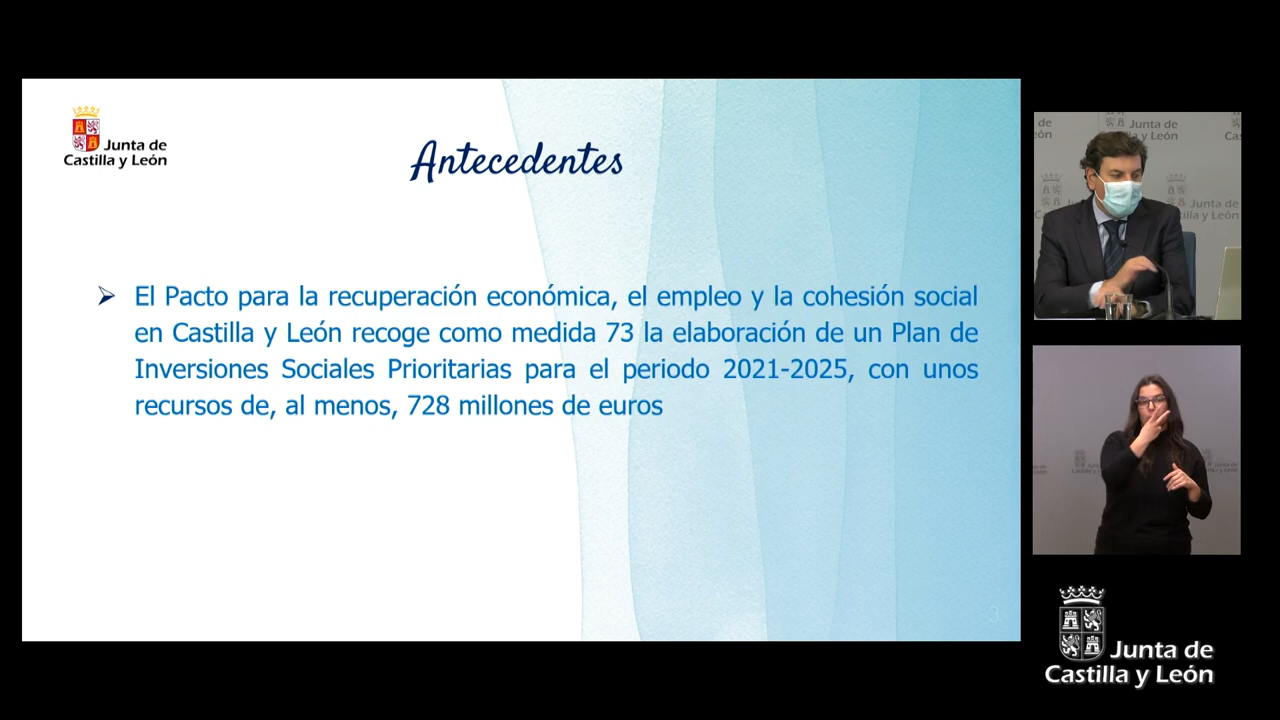 Junta de
Castilla y León
Antecedentes
El Pacto para la recuperación económica, el empleo y la cohesión social
en Castilla y León recoge como medida 73 la elaboración de un Plan de
Inversiones Sociales Prioritarias para el periodo 2021-2025, con unos
recursos de, al menos, 728 millones de euros
3
Junta de
Castilla y León